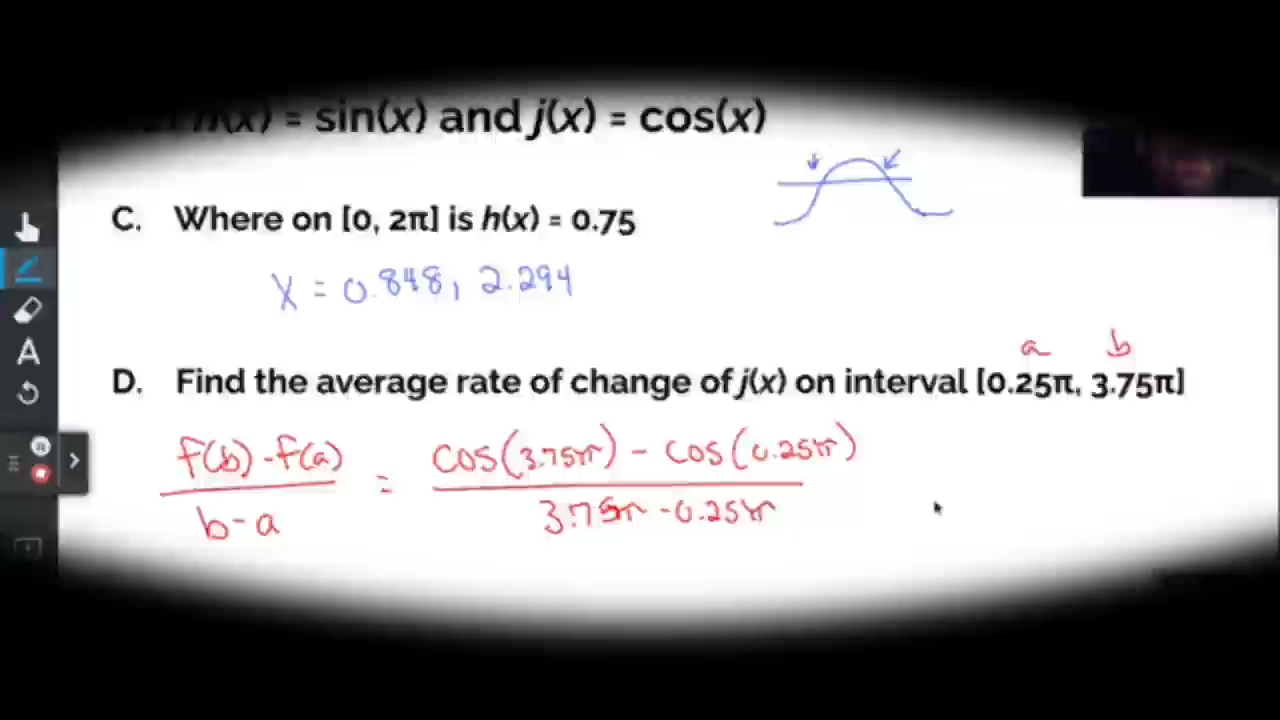 h(x) = sin(x) and j(x) = cos(x)
C. Where on [0, 2π] is h(x) = 0.75
X = 0.848, 2.294
a b
D. Find the average rate of change of j(x) on interval [0.25π, 3.75π]
f(b) - f(a) = cos(3.75π) - cos(0.25π)
b - a 3.75π - 0.25π
A